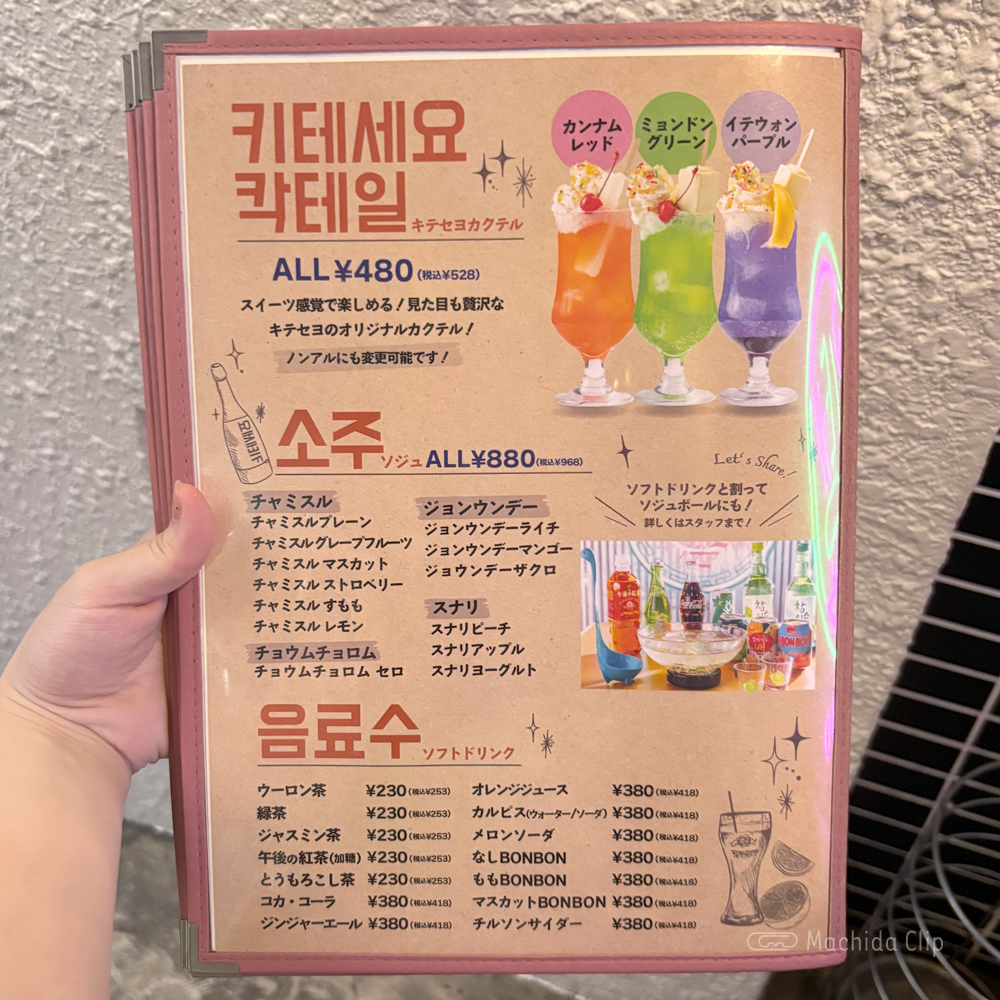 키테세요
칵테일 キテセヨカクテル
カンナム
レッド
ミョンドン
グリーン
イテウォン
パープル
ALL ¥480 (税込¥528)
スイーツ感覚で楽しめる！見た目も贅沢な
キテセヨのオリジナルカクテル！
ノンアルにも変更可能です！
소주 ソジュ ALL ¥880 (税込¥968)
키테세요
チャミスル
チャミスルプレーン
チャミスルグレープフルーツ
チャミスル マスカット
チャミスル ストロベリー
チャミスル すもも
チャミスル レモン
チョウムチョロム
チョウムチョロム セロ
ジョンウンデー
ジョンウンデーライチ
ジョンウンデーマンゴー
ジョウンデーザクロ
スナリ
スナリピーチ
スナリアップル
スナリヨーグルト
Let's Share!
ソフトドリンクと割って
ソジュボールにも！
詳しくはスタッフまで！
午後の紅茶
Coca-Cola
참
이슬
참
이슬
배
BON BON
음료수 ソフトドリンク
ウーロン茶 ¥230 (税込¥253)
緑茶 ¥230 (税込¥253)
ジャスミン茶 ¥230 (税込¥253)
午後の紅茶(加糖) ¥230 (税込¥253)
とうもろこし茶 ¥230 (税込¥253)
コカ・コーラ ¥380 (税込¥418)
ジンジャーエール ¥380 (税込¥418)
オレンジジュース ¥380 (税込¥418)
カルピス(ウォーター/ソーダ) ¥380 (税込¥418)
メロンソーダ ¥380 (税込¥418)
なしBONBON ¥380 (税込¥418)
ももBONBON ¥380 (税込¥418)
マスカットBONBON ¥380 (税込¥418)
チルソンサイダー ¥380 (税込¥418)
Machida Clip